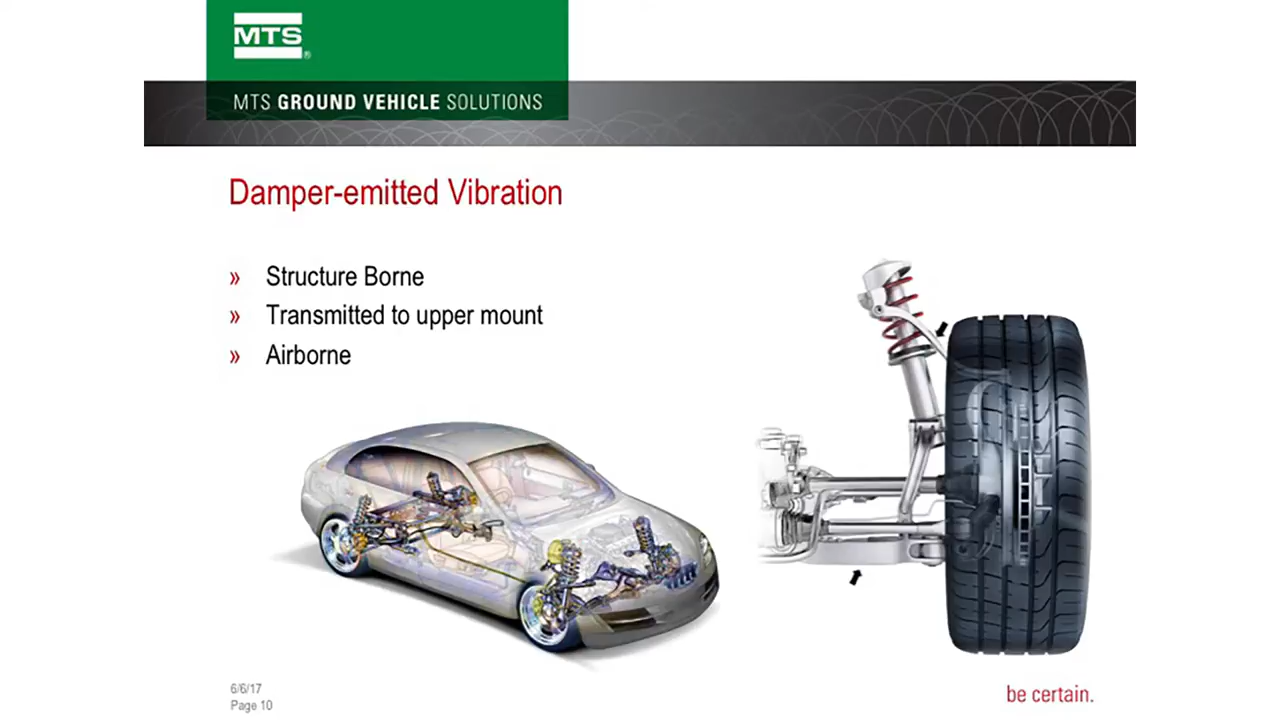 MTS®
MTS GROUND VEHICLE SOLUTIONS
Damper-emitted Vibration
» Structure Borne
» Transmitted to upper mount
» Airborne
6/6/17
Page 10
be certain.